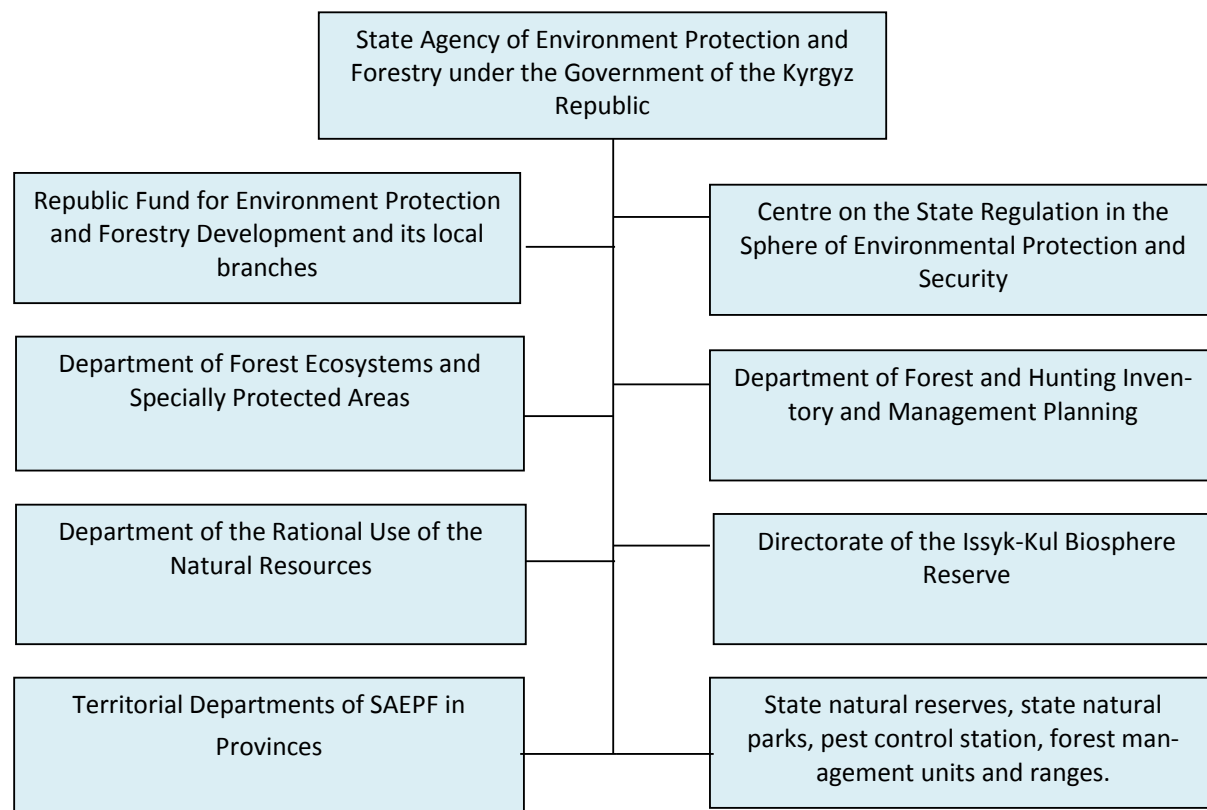 State Agency of Environment Protection and
Forestry under the Government of the Kyrgyz
Republic
Republic Fund for Environment Protection
and Forestry Development and its local
branches
Centre on the State Regulation in the
Sphere of Environmental Protection and
Security
Department of Forest Ecosystems and
Specially Protected Areas
Department of Forest and Hunting Inven-
tory and Management Planning
Department of the Rational Use of the
Natural Resources
Directorate of the Issyk-Kul Biosphere
Reserve
Territorial Departments of SAEPF in
Provinces
State natural reserves, state natural
parks, pest control station, forest man-
agement units and ranges.